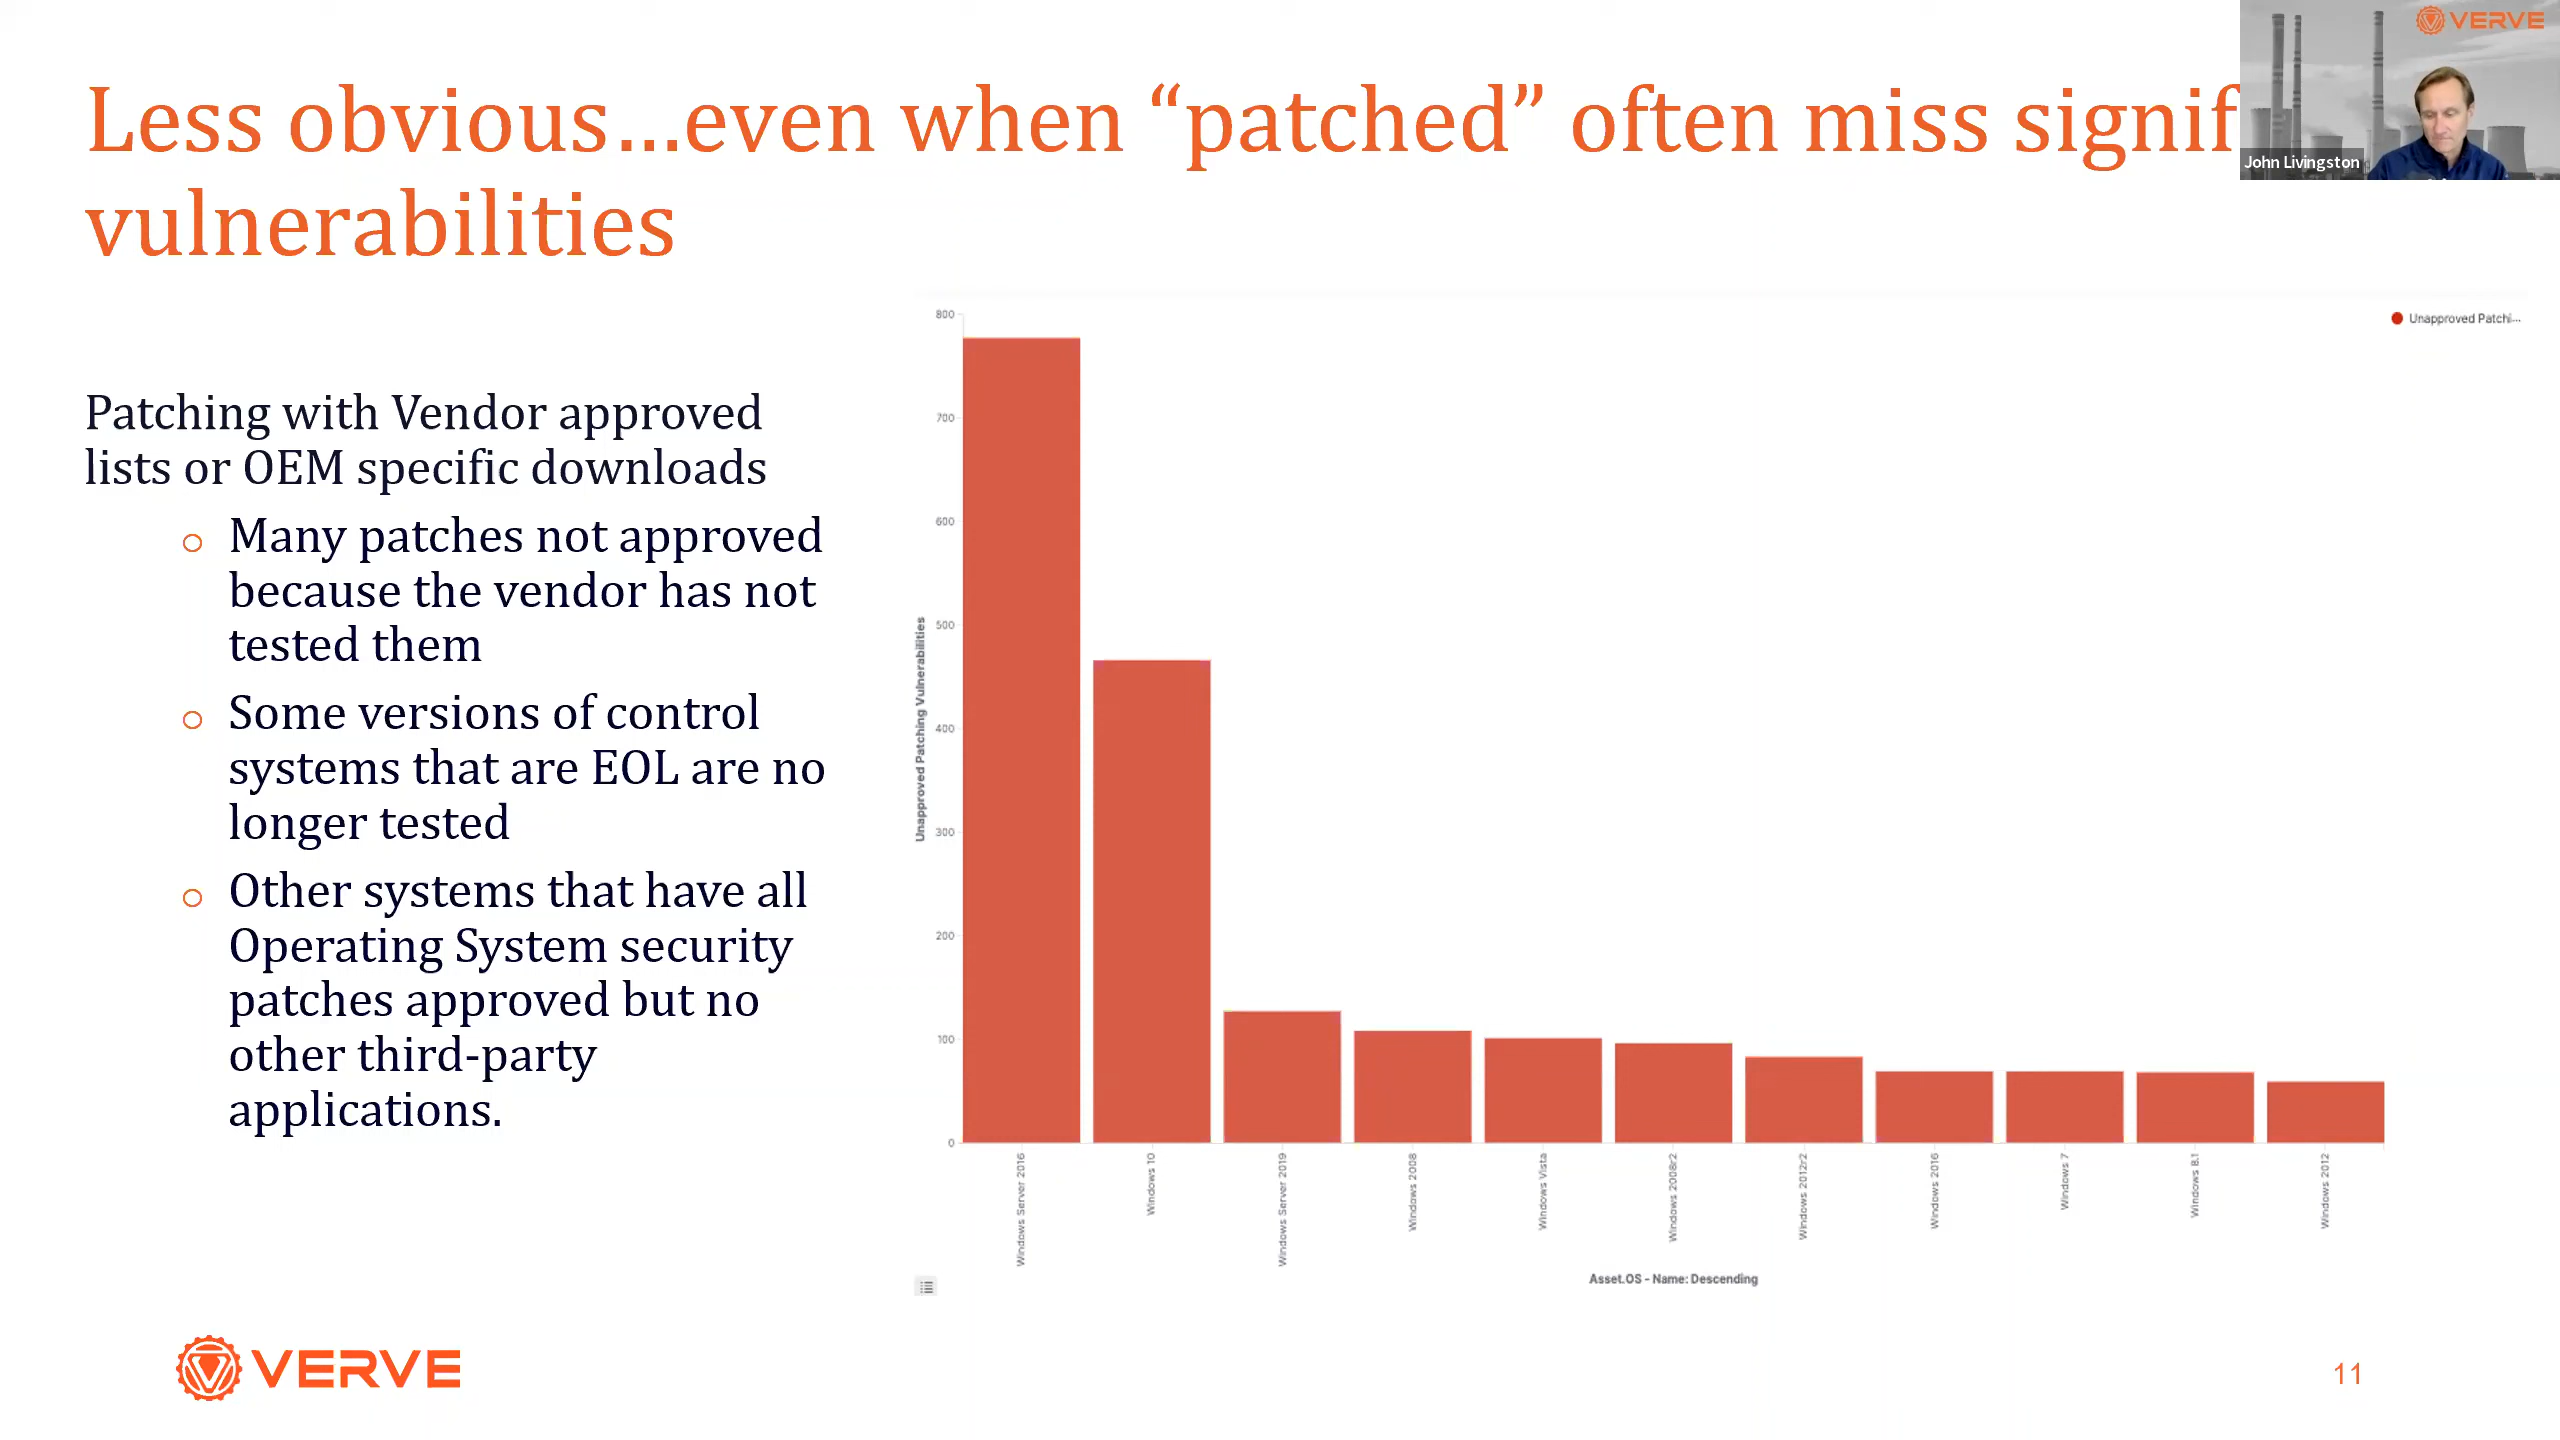 VERVE
Less obvious…even when “patched” often miss signif
John Livingston
vulnerabilities
Patching with Vendor approved
lists or OEM specific downloads
Many patches not approved
because the vendor has not
tested them
Some versions of control
systems that are EOL are no
longer tested
Other systems that have all
Operating System security
patches approved but no
other third-party
applications.
Unapproved Patchi...
Unapproved Patching Vulnerabilities
800
700
600
500
400
300
200
100
0
Windows Server 2016
Windows 10
Windows Server 2019
Windows 2008
Windows Vista
Windows 2008r2
Windows 2012r2
Windows 2016
Windows 7
Windows 8.1
Windows 2012
Asset.OS - Name: Descending
VERVE
11